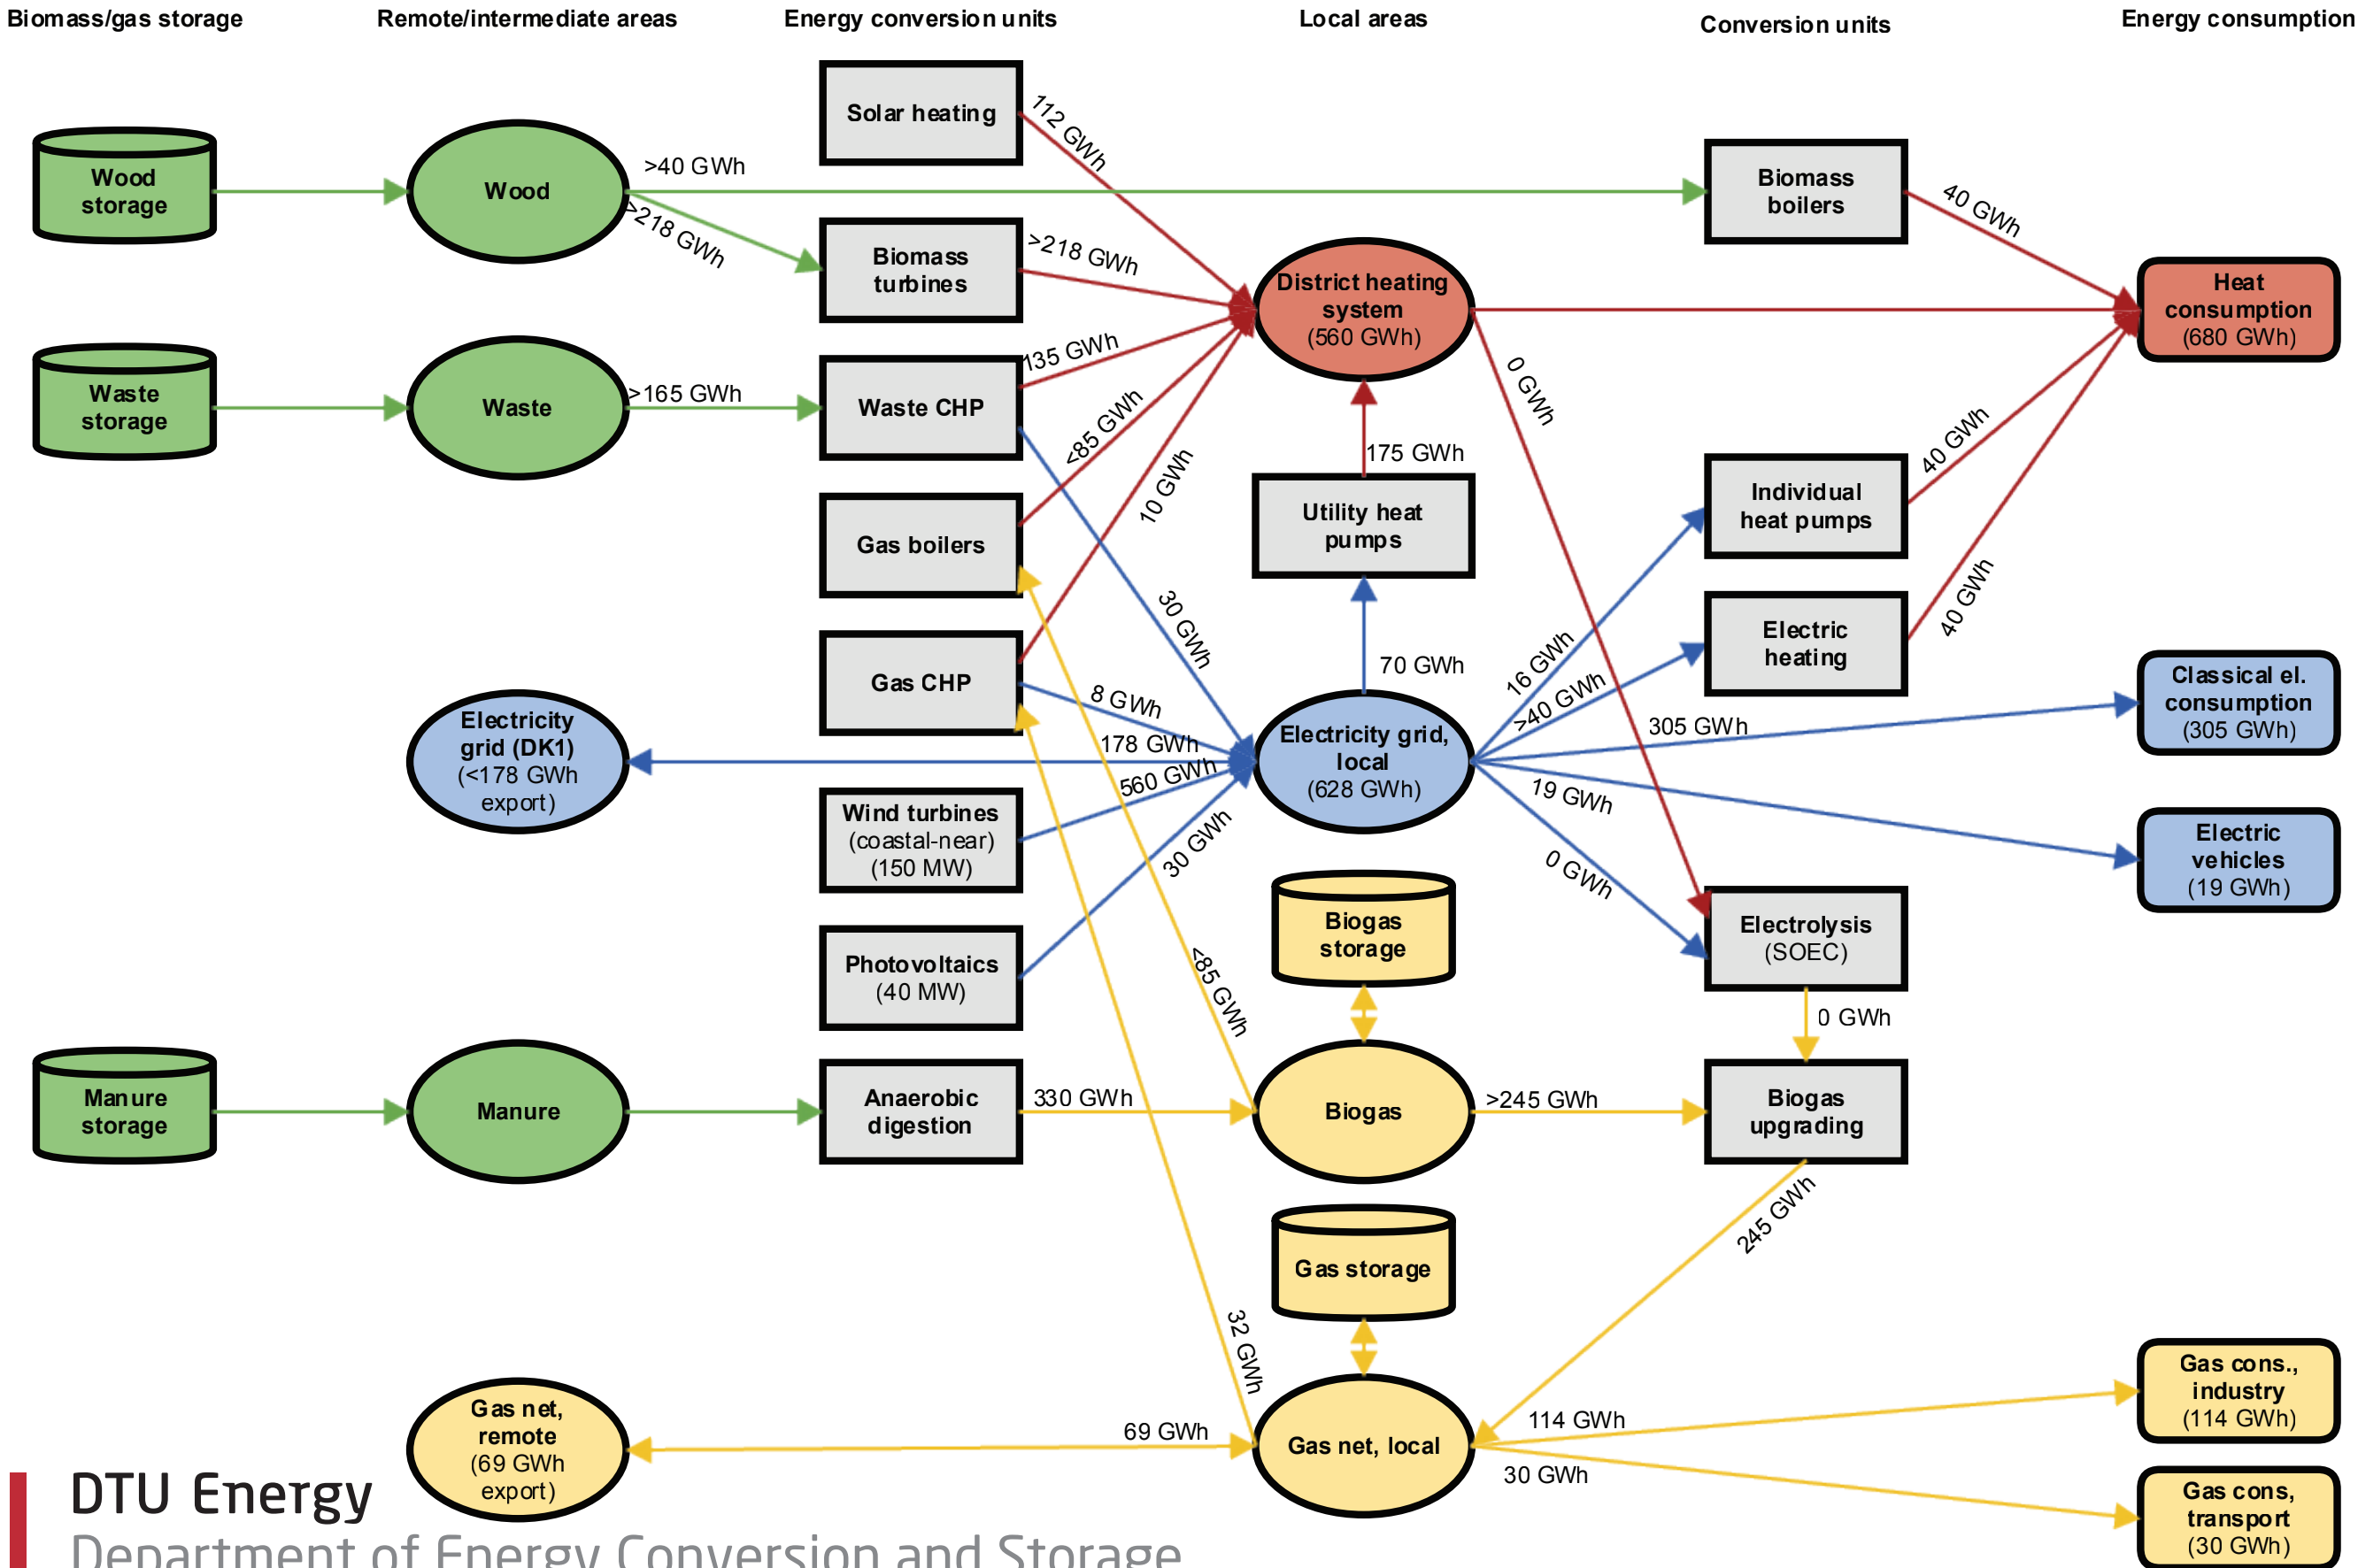 Biomass/gas storage
Remote/intermediate areas
Energy conversion units
Local areas
Conversion units
Energy consumption
Solar heating
112 GWh
Wood
storage
Wood
>40 GWh
>218 GWh
Biomass
boilers
40 GWh
Biomass
turbines
>218 GWh
District heating
system
(560 GWh)
Heat
consumption
(680 GWh)
Waste
storage
Waste
>165 GWh
Waste CHP
135 GWh
0 GWh
<85 GWh
175 GWh
40 GWh
10 GWh
Gas boilers
Utility heat
pumps
Individual
heat pumps
30 GWh
40 GWh
Gas CHP
8 GWh
70 GWh
16 GWh
>40 GWh
Electric
heating
Classical el.
consumption
(305 GWh)
305 GWh
Electricity
grid (DK1)
(<178 GWh
export)
178 GWh
560 GWh
Electricity grid,
local
(628 GWh)
19 GWh
Wind turbines
(coastal-near)
(150 MW)
30 GWh
0 GWh
Electric
vehicles
(19 GWh)
Biogas
storage
Electrolysis
(SOEC)
Photovoltaics
(40 MW)
<85 GWh
0 GWh
Manure
storage
Manure
Anaerobic
digestion
330 GWh
Biogas
>245 GWh
Biogas
upgrading
245 GWh
Gas storage
32 GWh
Gas net,
remote
(69 GWh
export)
69 GWh
Gas net, local
114 GWh
30 GWh
Gas cons.,
industry
(114 GWh)
Gas cons,
transport
(30 GWh)
DTU Energy
Department of Energy Conversion and Storage